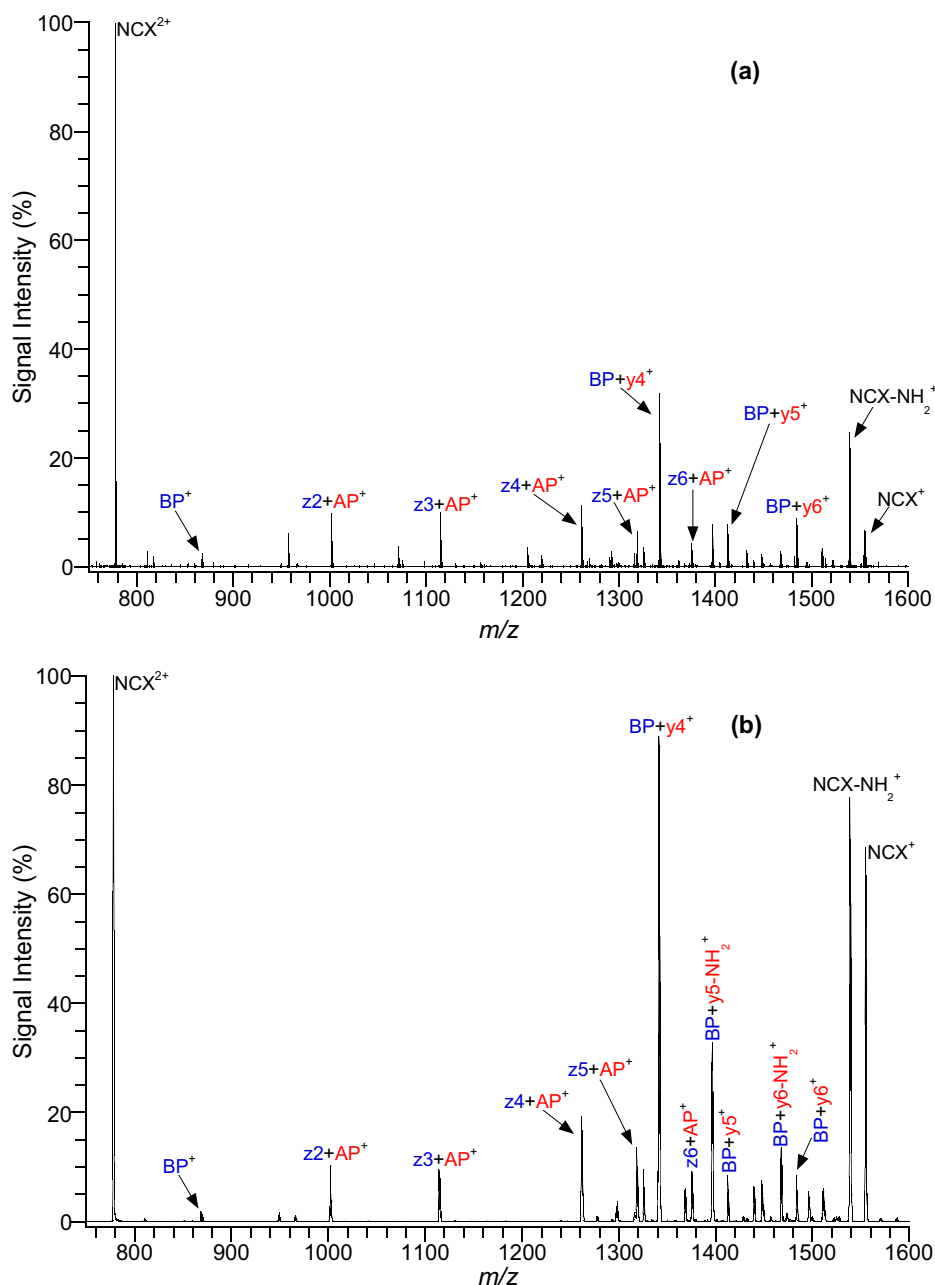 100
80
60
40
20
0
Signal Intensity (%)
NCX²⁺
(a)
BP⁺
z2+AP⁺
z3+AP⁺
z4+AP⁺
z5+AP⁺
BP+y4⁺
z6+AP⁺
BP+y5⁺
BP+y6⁺
NCX-NH₂⁺
NCX⁺
800 900 1000 1100 1200 1300 1400 1500 1600
m/z
100
80
60
40
20
0
Signal Intensity (%)
NCX²⁺
(b)
BP⁺
z2+AP⁺
z3+AP⁺
z4+AP⁺
z5+AP⁺
BP+y4⁺
z6+AP⁺
BP+y5-NH₂⁺
BP+y5⁺
BP+y6-NH₂⁺
BP+y6⁺
NCX-NH₂⁺
NCX⁺
800 900 1000 1100 1200 1300 1400 1500 1600
m/z